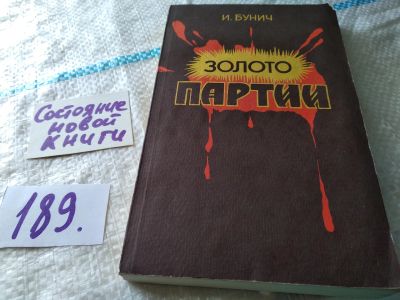 И. БУНИЧ
ЗОЛОТО
ПАРТИИ
Состояние
новой
книги
189.